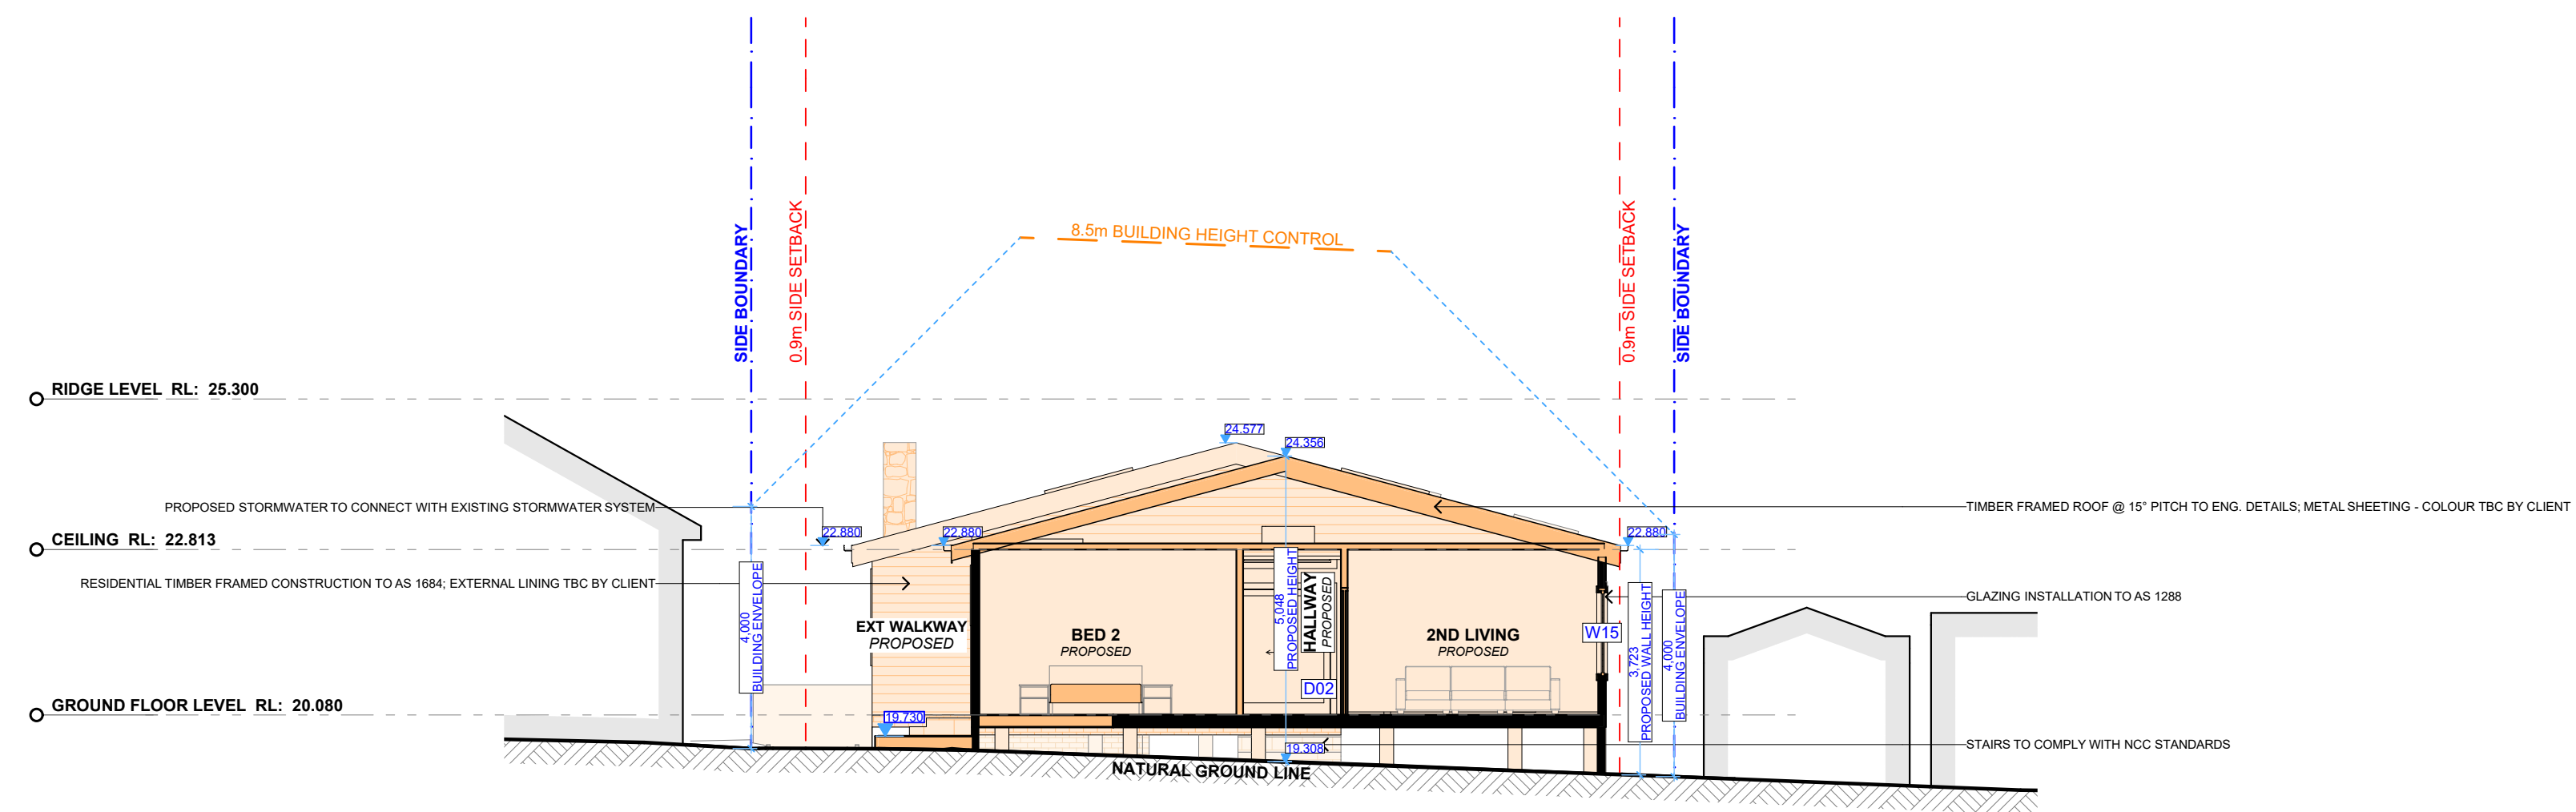 SIDE BOUNDARY
0.9m SIDE SETBACK
8.5m BUILDING HEIGHT CONTROL
0.9m SIDE SETBACK
SIDE BOUNDARY
RIDGE LEVEL RL: 25.300
24.577
24.356
PROPOSED STORMWATER TO CONNECT WITH EXISTING STORMWATER SYSTEM
TIMBER FRAMED ROOF @ 15° PITCH TO ENG. DETAILS; METAL SHEETING - COLOUR TBC BY CLIENT
22.880
22.880
22.880
CEILING RL: 22.813
RESIDENTIAL TIMBER FRAMED CONSTRUCTION TO AS 1684; EXTERNAL LINING TBC BY CLIENT
GLAZING INSTALLATION TO AS 1288
4,000
BUILDING ENVELOPE
EXT WALKWAY
PROPOSED
BED 2
PROPOSED
5,048
PROPOSED HEIGHT
HALLWAY
PROPOSED
2ND LIVING
PROPOSED
W15
3,723
PROPOSED WALL HEIGHT
4,000
BUILDING ENVELOPE
D02
GROUND FLOOR LEVEL RL: 20.080
19.730
19.308
STAIRS TO COMPLY WITH NCC STANDARDS
NATURAL GROUND LINE